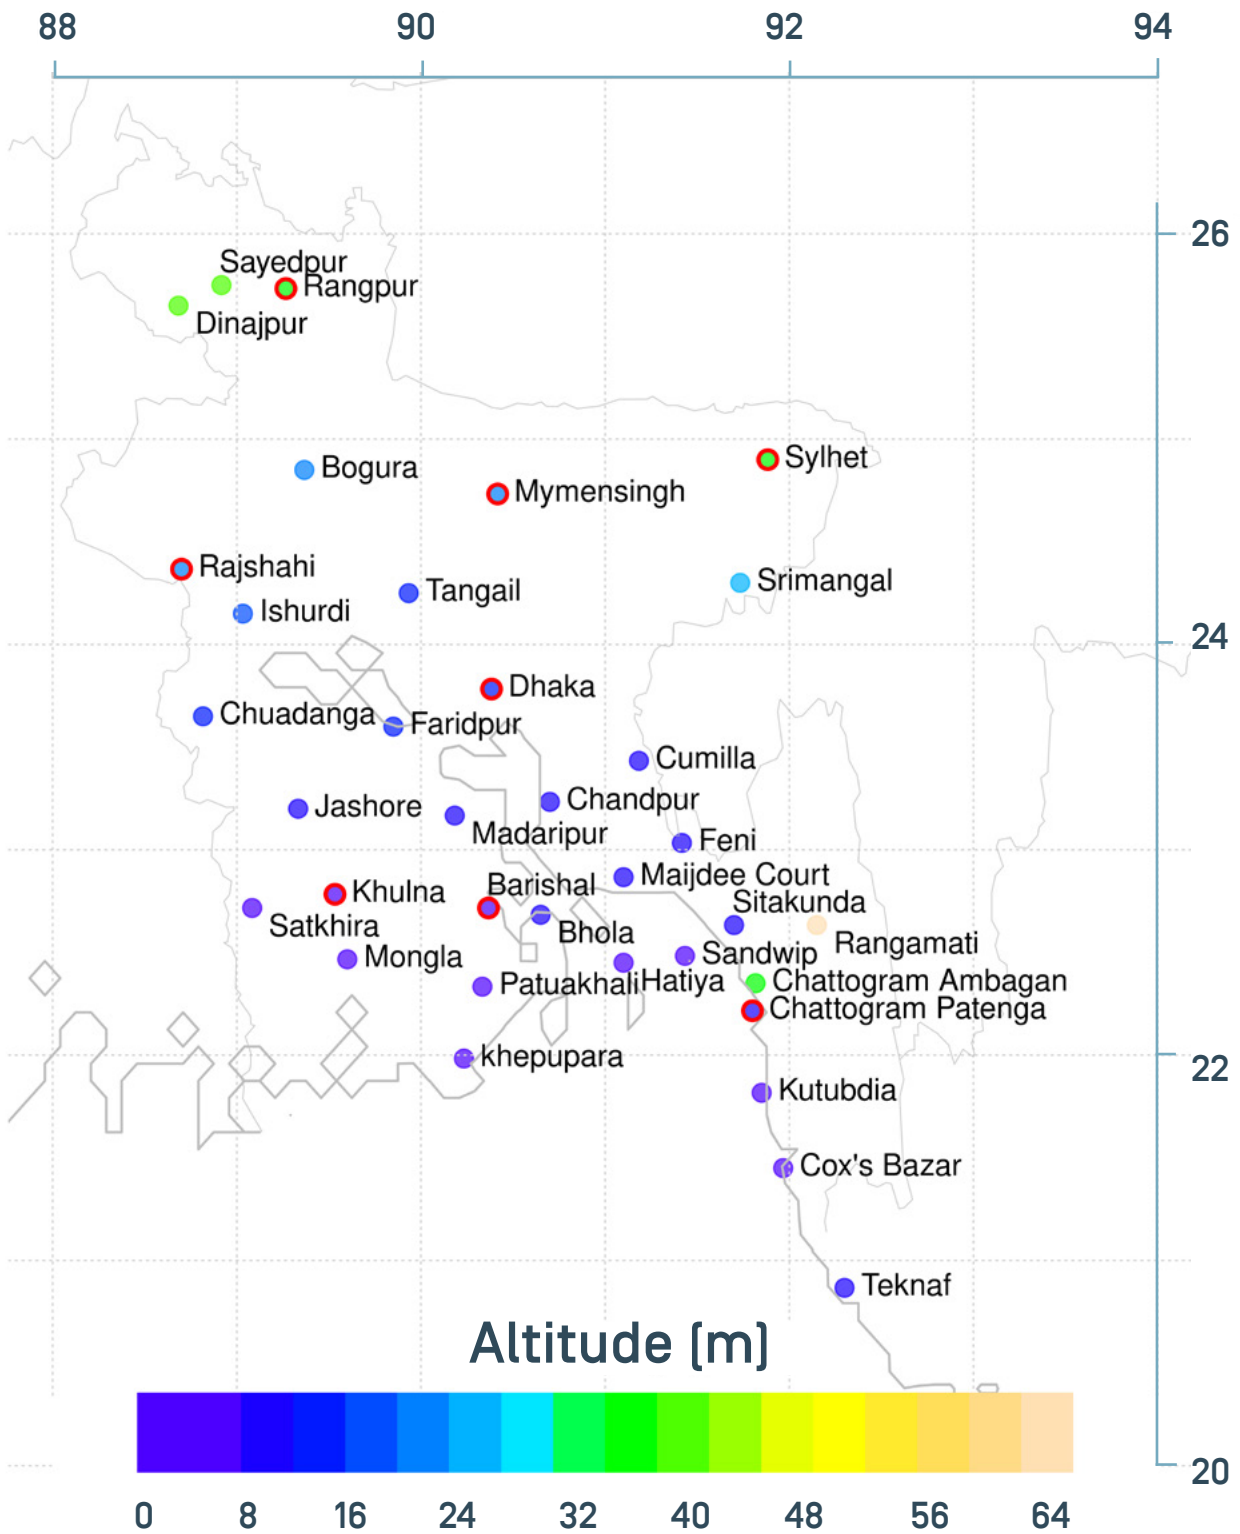 88 90 92 94
26
Sayedpur
Rangpur
Dinajpur
Sylhet
Bogura
Mymensingh
Rajshahi
Srimangal
Tangail
Ishurdi
24
Dhaka
Chuadanga
Faridpur
Cumilla
Chandpur
Jashore
Madaripur
Feni
Maijdee Court
Barishal
Khulna
Sitakunda
Satkhira
Bhola
Rangamati
Sandwip
Mongla
Patuakhali
Hatiya
Chattogram Ambagan
Chattogram Patenga
khepupara
22
Kutubdia
Cox's Bazar
Teknaf
Altitude (m)
20
0 8 16 24 32 40 48 56 64